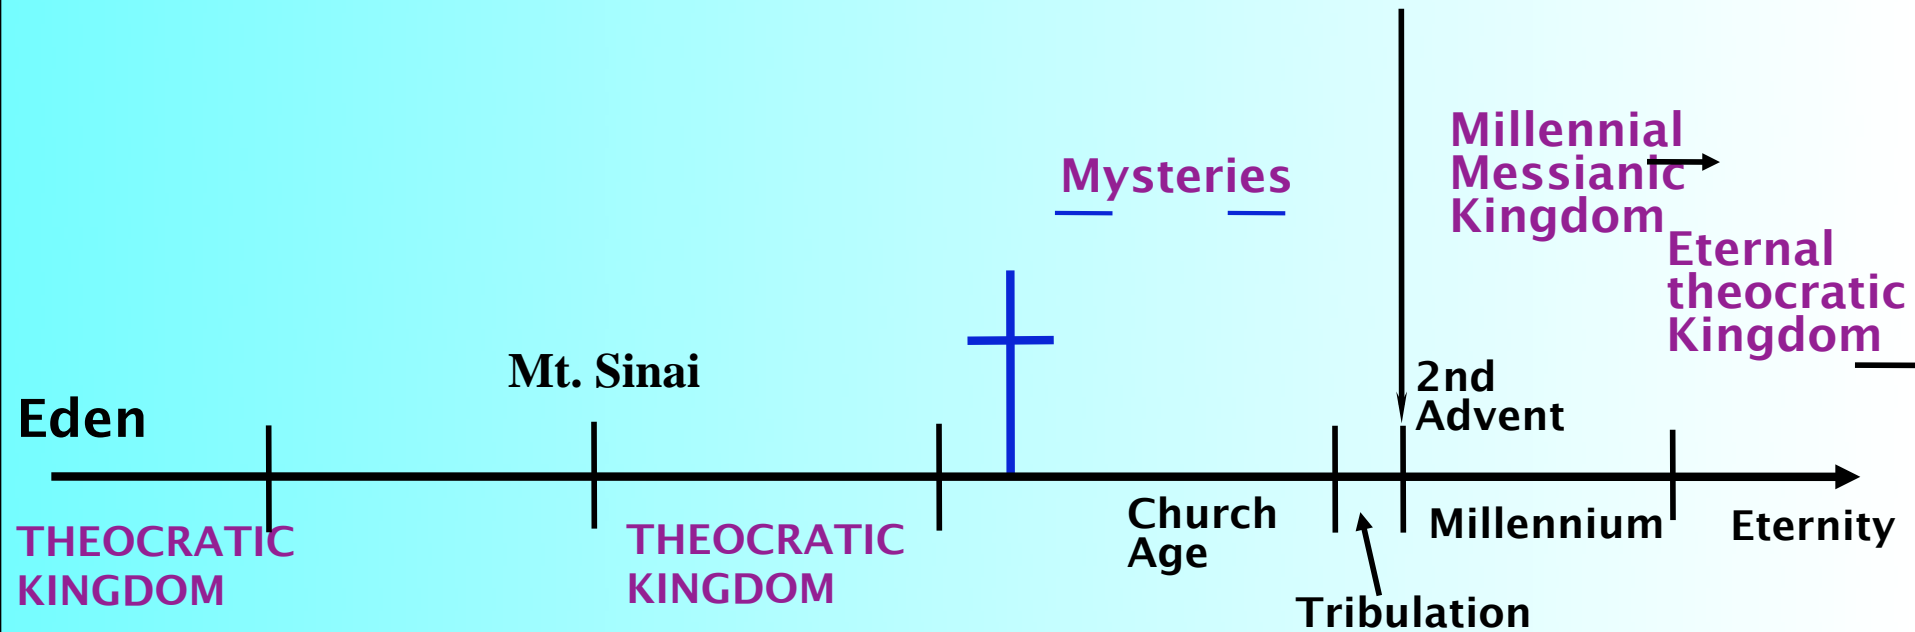 Millennial
Messianic
Kingdom
Mysteries
Eternal
theocratic
Kingdom
Mt. Sinai
2nd
Advent
Eden
Church
Age
Millennium
Eternity
THEOCRATIC
KINGDOM
THEOCRATIC
KINGDOM
Tribulation